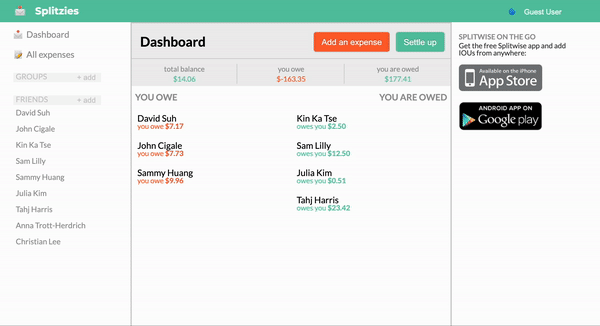 Splitzies
Guest User
Dashboard
All expenses
GROUPS + add
FRIENDS + add
David Suh
John Cigale
Kin Ka Tse
Sam Lilly
Sammy Huang
Julia Kim
Tahj Harris
Anna Trott-Herdrich
Christian Lee
Dashboard
Add an expense
Settle up
total balance
$14.06
you owe
$-163.35
you are owed
$177.41
YOU OWE
YOU ARE OWED
David Suh
you owe $7.17
John Cigale
you owe $7.73
Sammy Huang
you owe $9.96
Kin Ka Tse
owes you $2.50
Sam Lilly
owes you $12.50
Julia Kim
owes you $0.51
Tahj Harris
owes you $23.42
SPLITWISE ON THE GO
Get the free Splitwise app and add
IOUs from anywhere:
Available on the iPhone
App Store
ANDROID APP ON
Google play